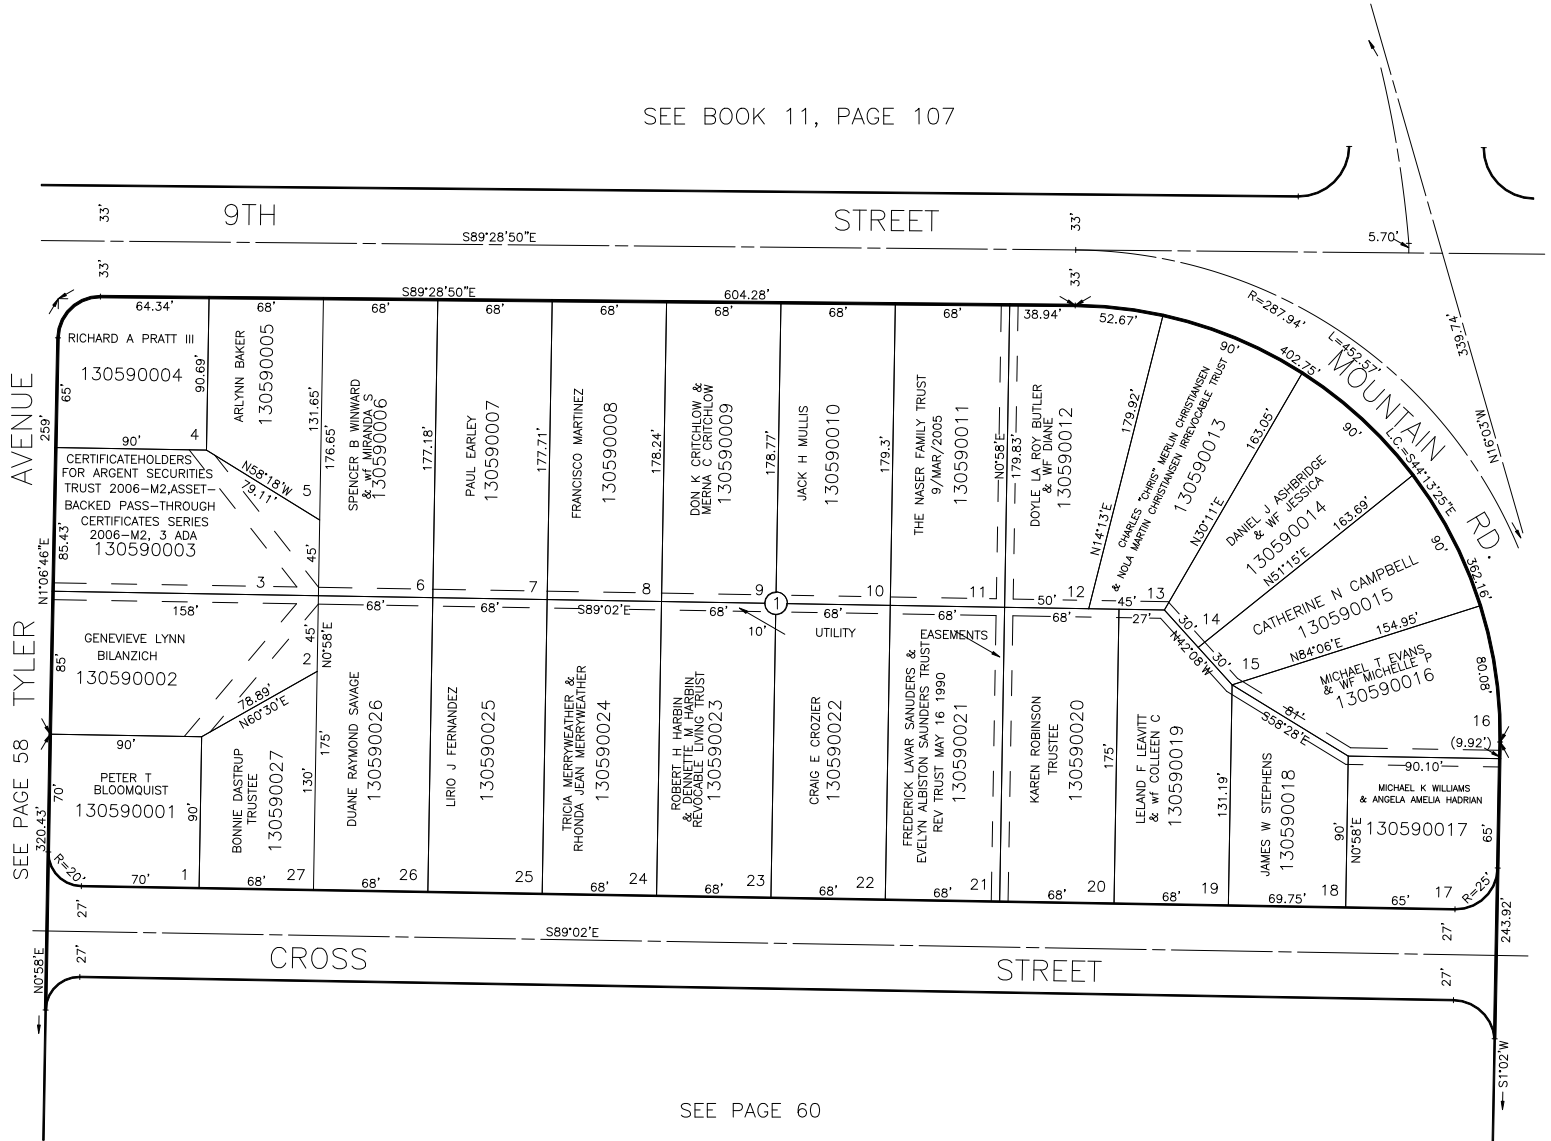 SEE BOOK 11, PAGE 107
9TH STREET
33'
33'
33'
33'
S89°28'50"E
5.70'
339.74'
N16°03'W
R=287.94'
L=452.57'
L.C.=S44°13'25"E
MOUNTAIN RD.
S89°28'50"E
604.28'
402.75'
362.16'
64.34'
68'
68'
68'
68'
68'
68'
68'
38.94'
52.67'
90'
90'
90'
80.08'
SEE PAGE 58
TYLER AVENUE
259'
N1°06'46"E
320.43'
N0°58'E
65'
85.43'
85'
70'
RICHARD A PRATT III
130590004
90.69'
90'
4
ARLYNN BAKER
130590005
131.65'
N58°18'W
79.11'
5
45'
176.65'
SPENCER B WINWARD
& wf MIRANDA S
130590006
6
177.18'
PAUL EARLEY
130590007
7
177.71'
FRANCISCO MARTINEZ
130590008
8
178.24'
DON K CRITCHLOW &
MERNA C CRITCHLOW
130590009
9
178.77'
JACK H MULLIS
130590010
10
179.3'
THE NASER FAMILY TRUST
9/MAR/2005
130590011
11
N0°58'E
179.83'
DOYLE LA ROY BUTLER
& WF DIANE
130590012
12
N14°13'E
179.92'
CHARLES "CHRIS" MERLIN CHRISTIANSEN
& NOLA MARTIN CHRISTIANSEN IRREVOCABLE TRUST
130590013
13
N30°11'E
163.05'
DANIEL J ASHBRIDGE
& WF JESSICA
130590014
14
N51°15'E
163.69'
CATHERINE N CAMPBELL
130590015
15
N84°06'E
154.95'
MICHAEL T EVANS
& WF MICHELLE P
130590016
16
(9.92')
CERTIFICATEHOLDERS
FOR ARGENT SECURITIES
TRUST 2006-M2,ASSET-
BACKED PASS-THROUGH
CERTIFICATES SERIES
2006-M2, 3 ADA
130590003
3
158'
68'
68'
S89°02'E
68'
1
68'
68'
50'
68'
45'
27'
30'
30'
N42°08'W
81'
S58°28'E
90.10'
10'
UTILITY EASEMENTS
GENEVIEVE LYNN
BILANZICH
130590002
2
45'
N0°58'E
78.89'
N60°30'E
90'
PETER T
BLOOMQUIST
130590001
90'
1
R=20'
70'
BONNIE DASTRUP
TRUSTEE
130590027
130'
27
68'
175'
DUANE RAYMOND SAVAGE
130590026
26
68'
LIRIO J FERNANDEZ
130590025
25
TRICIA MERRYWEATHER &
RHONDA JEAN MERRYWEATHER
130590024
24
68'
ROBERT H HARBIN
& DENNETTE M HARBIN
REVOCABLE LIVING TRUST
130590023
23
68'
CRAIG E CROZIER
130590022
22
68'
FREDERICK LAVAR SANUDERS &
EVELYN ALBISTON SAUNDERS TRUST
REV TRUST MAY 16 1990
130590021
21
68'
KAREN ROBINSON
TRUSTEE
130590020
175'
20
68'
LELAND F LEAVITT
& wf COLLEEN C
130590019
131.19'
19
68'
JAMES W STEPHENS
130590018
90'
N0°58'E
18
69.75'
MICHAEL K WILLIAMS
& ANGELA AMELIA HADRIAN
130590017
65'
17
65'
R=25'
243.92'
27'
27'
27'
27'
S89°02'E
CROSS STREET
S1°02'W
SEE PAGE 60